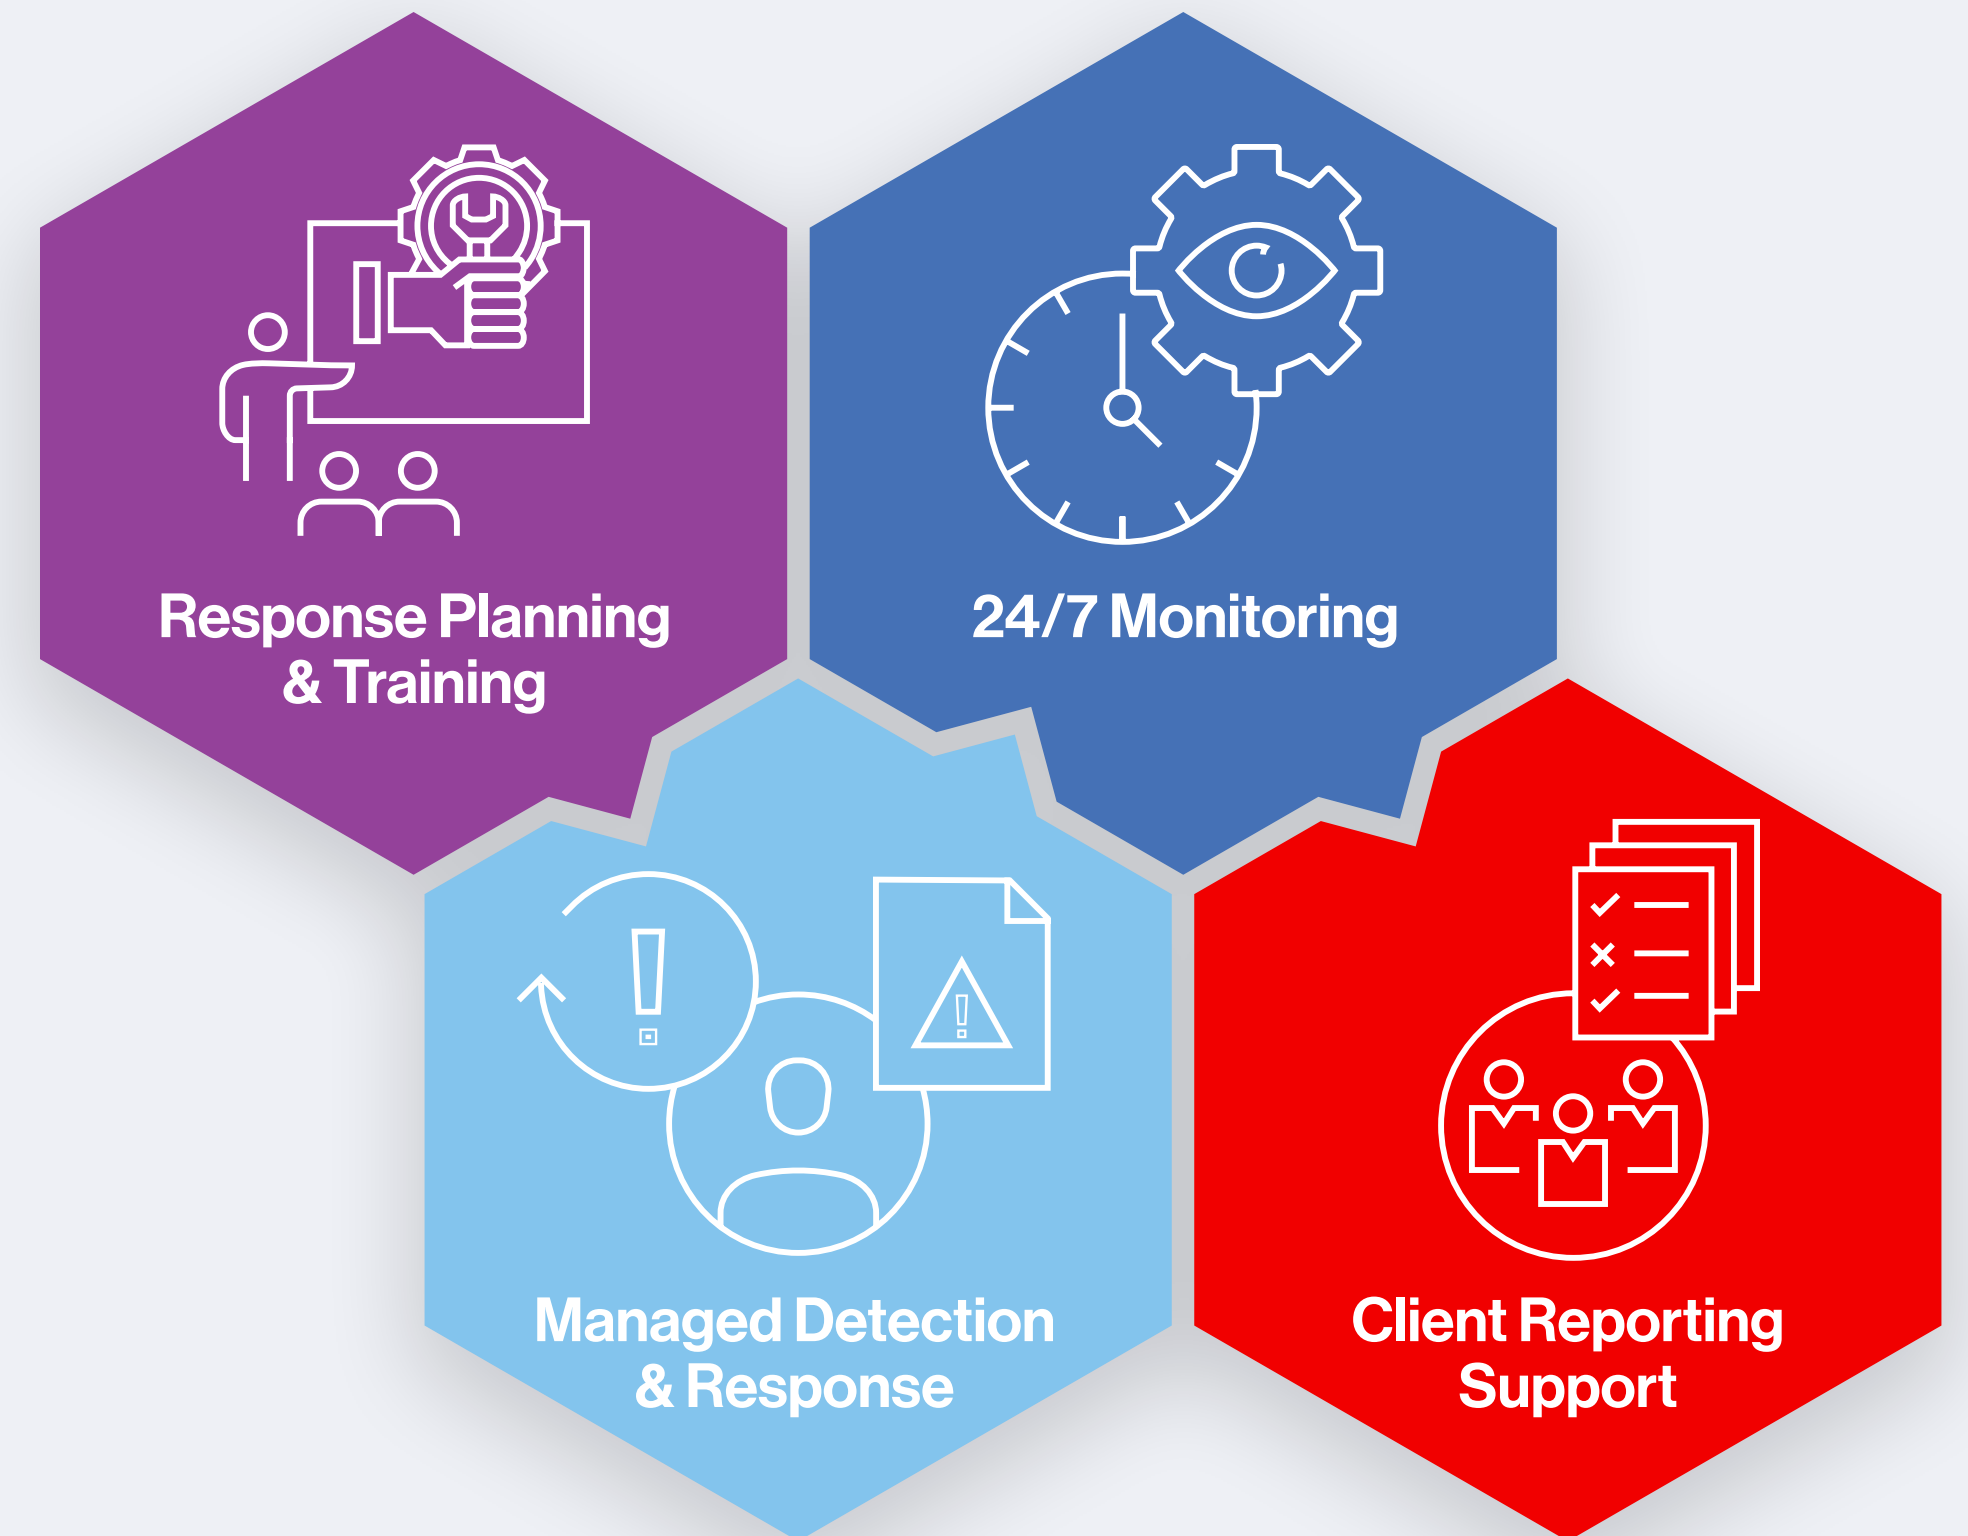 Response Planning
& Training
24/7 Monitoring
Managed Detection
& Response
Client Reporting
Support